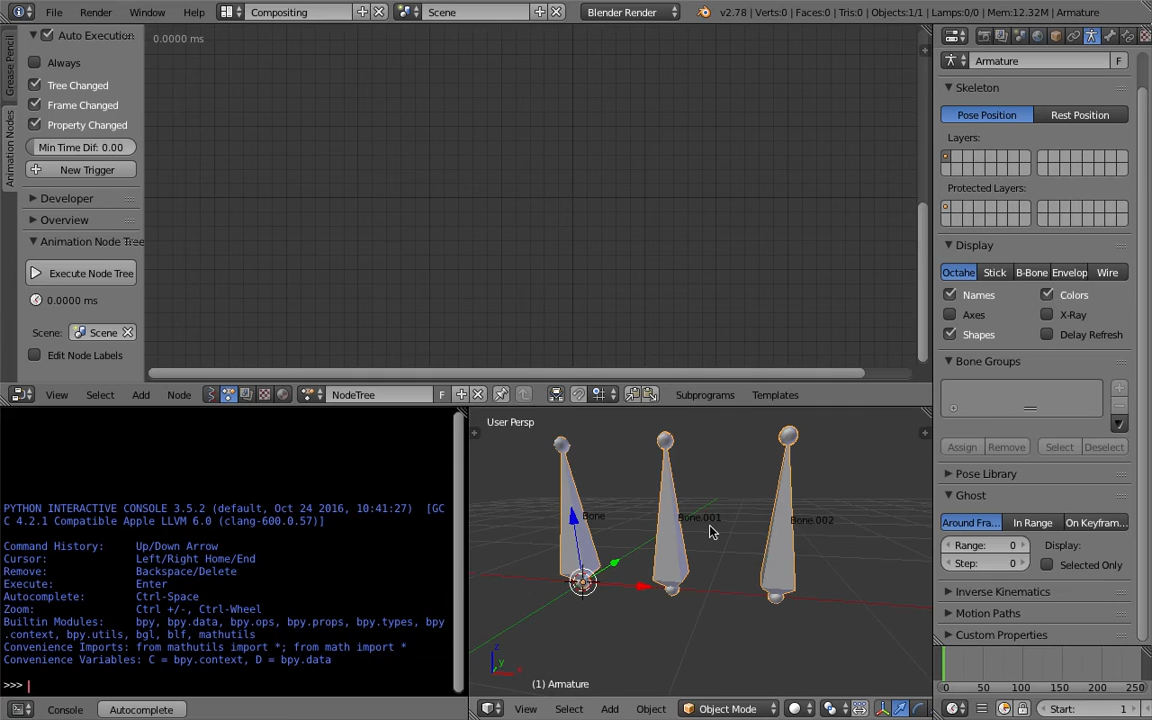 File
Render
Window
Help
Compositing
Scene
Blender Render
v2.78 | Verts:0 | Faces:0 | Tris:0 | Objects:1/1 | Lamps:0/0 | Mem:12.32M | Armature
Grease Pencil
Animation Nodes
Auto Execution
Always
Tree Changed
Frame Changed
Property Changed
Min Time Dif: 0.00
New Trigger
Developer
Overview
Animation Node Tree
Execute Node Tree
0.0000 ms
Scene:
Scene
Edit Node Labels
0.0000 ms
View
Select
Add
Node
NodeTree
F
Subprograms
Templates
PYTHON INTERACTIVE CONSOLE 3.5.2 (default, Oct 24 2016, 10:41:27)  [GC
C 4.2.1 Compatible Apple LLVM 6.0 (clang-600.0.57)]
Command History:     Up/Down Arrow
Cursor:              Left/Right Home/End
Remove:              Backspace/Delete
Execute:             Enter
Autocomplete:        Ctrl-Space
Zoom:                Ctrl +/-, Ctrl-Wheel
Builtin Modules:     bpy, bpy.data, bpy.ops, bpy.props, bpy.types, bpy
.context, bpy.utils, bgl, blf, mathutils
Convenience Imports: from mathutils import *; from math import *
Convenience Variables: C = bpy.context, D = bpy.data
>>>
Console
Autocomplete
User Persp
Bone
Bone.001
Bone.002
z
y
x
(1) Armature
View
Select
Add
Object
Object Mode
Armature
F
Skeleton
Pose Position
Rest Position
Layers:
Protected Layers:
Display
Octahe
Stick
B-Bone
Envelop
Wire
Names
Colors
Axes
X-Ray
Shapes
Delay Refresh
Bone Groups
Assign
Remove
Select
Deselect
Pose Library
Ghost
Around Fra...
In Range
On Keyfram...
Range: 0
Display:
Step: 0
Selected Only
Inverse Kinematics
Motion Paths
Custom Properties
0
50
100
150
200
250
Start: 1